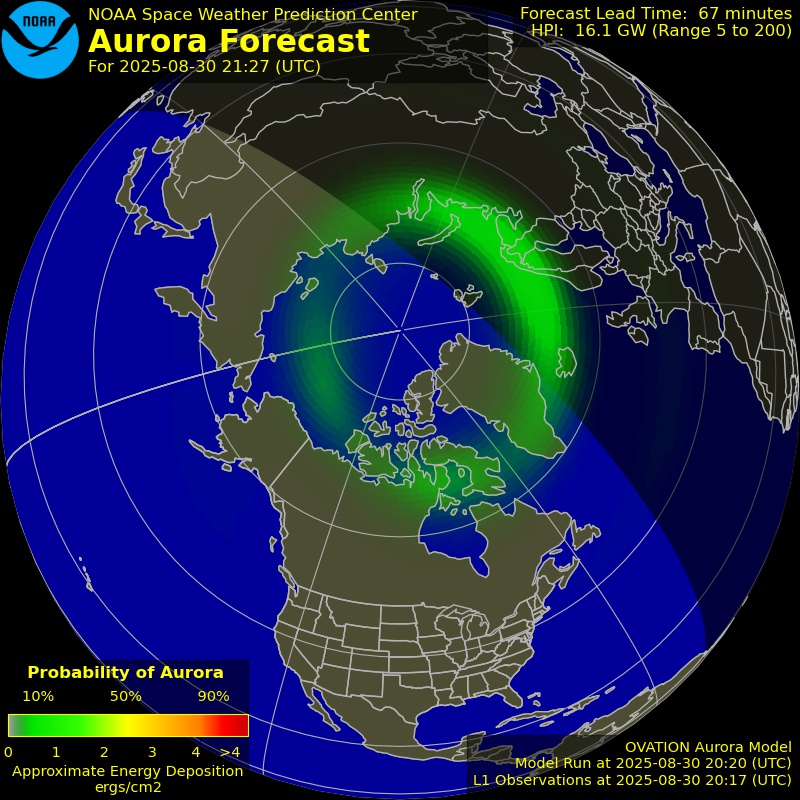 NOAA
NOAA Space Weather Prediction Center
Aurora Forecast
For 2025-08-30 21:27 (UTC)
Forecast Lead Time: 67 minutes
HPI: 16.1 GW (Range 5 to 200)
Probability of Aurora
10% 50% 90%
0 1 2 3 4 >4
Approximate Energy Deposition
ergs/cm2
OVATION Aurora Model
Model Run at 2025-08-30 20:20 (UTC)
L1 Observations at 2025-08-30 20:17 (UTC)